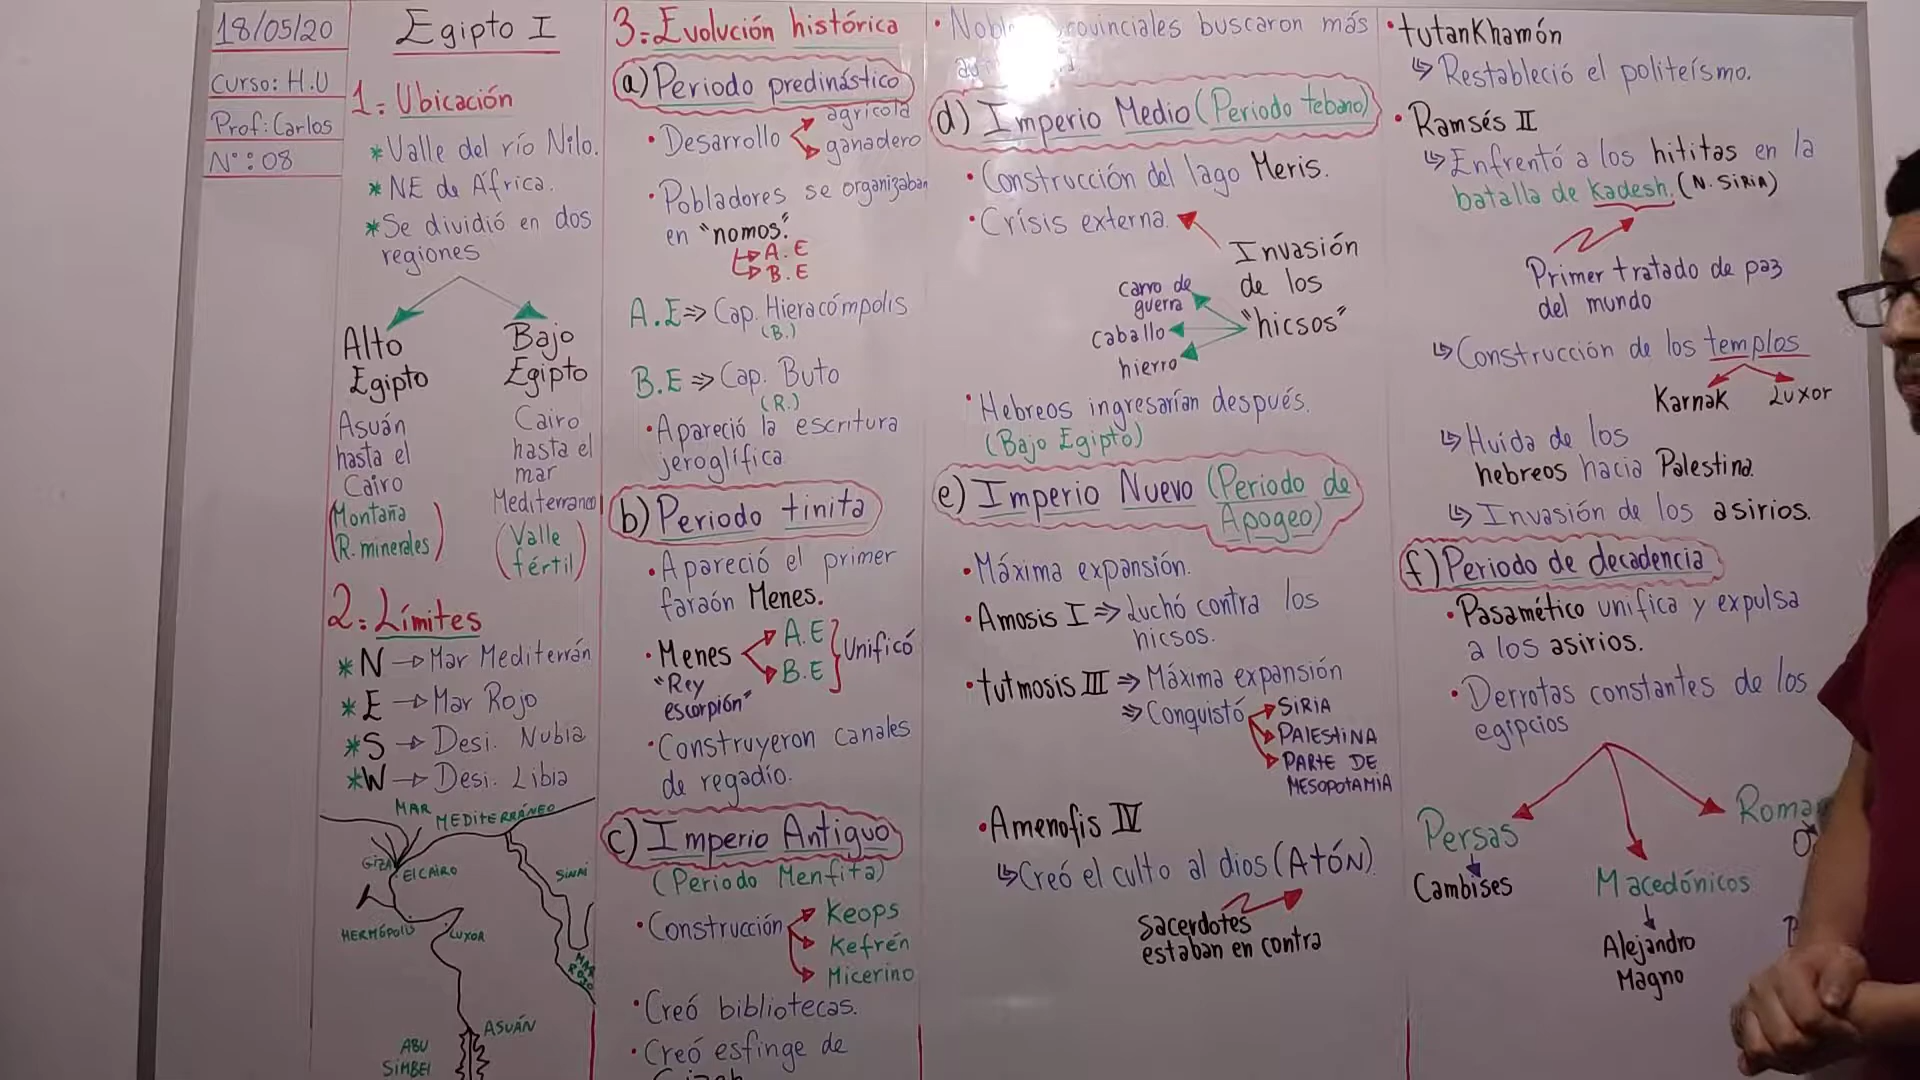 18/05/20
Curso: H.U
Prof: Carlos
N°: 08
Egipto I
1.- Ubicación
* Valle del río Nilo.
* NE de África.
* Se dividió en dos
regiones
Alto
Egipto
Asuán
hasta el
Cairo
(Montaña
R. minerales)
Bajo
Egipto
Cairo
hasta el
mar
Mediterraneo
(Valle
fértil)
2.- Límites
* N → Mar Mediterrán
* E → Mar Rojo
* S → Desi. Nubia
* W → Desi. Libia
MAR
MEDITERRÁNEO
GIZA
El CAIRO
SINAI
HERMÓPOLIS
LUXOR
MAR
ROJO
ASUÁN
ABU
SIMBEl
3.- Evolución histórica
a) Periodo predinástico
• Desarrollo
agrícola
ganadero
• Pobladores se organizaban
en "nomos."
A.E
B.E
A.E ⇒ Cap. Hieracómpolis
(B.)
B.E ⇒ Cap. Buto
(R.)
• Apareció la escritura
jeroglífica
b) Periodo tinita
• Apareció el primer
faraón Menes.
• Menes
"Rey
escorpión"
A.E
B.E
Unificó
• Construyeron canales
de regadío.
c) Imperio Antiguo
(Periodo Menfita)
• Construcción
Keops
Kefrén
Micerino
• Creó bibliotecas.
• Creó esfinge de
• buscaron más
d) Imperio Medio (Periodo tebano)
• Construcción del lago Meris.
• Crisis externa.
Invasión
de los
"hicsos"
carro de
guerra
caballo
hierro
• Hebreos ingresarían después.
(Bajo Egipto)
e) Imperio Nuevo (Periodo de
Apogeo)
• Máxima expansión.
• Amosis I ⇒ Luchó contra los
hicsos.
• tutmosis III ⇒ Máxima expansión
⇒ Conquistó
SIRIA
PALESTINA
PARTE DE
MESOPOTAMIA
• Amenofis IV
↳ Creó el culto al dios (ATÓN).
sacerdotes
estaban en contra
• tutanKhamón
↳ Restableció el politeísmo.
• Ramsés II
↳ Enfrentó a los hititas en la
batalla de Kadesh. (N. SIRIA)
Primer tratado de paz
del mundo
↳ Construcción de los templos
Karnak
Luxor
↳ Huida de los
hebreos hacia Palestina.
↳ Invasión de los asirios.
f) Periodo de decadencia
• Psamético unifica y expulsa
a los asirios.
• Derrotas constantes de los
egipcios
Persas
Cambises
Macedónicos
Alejandro
Magno